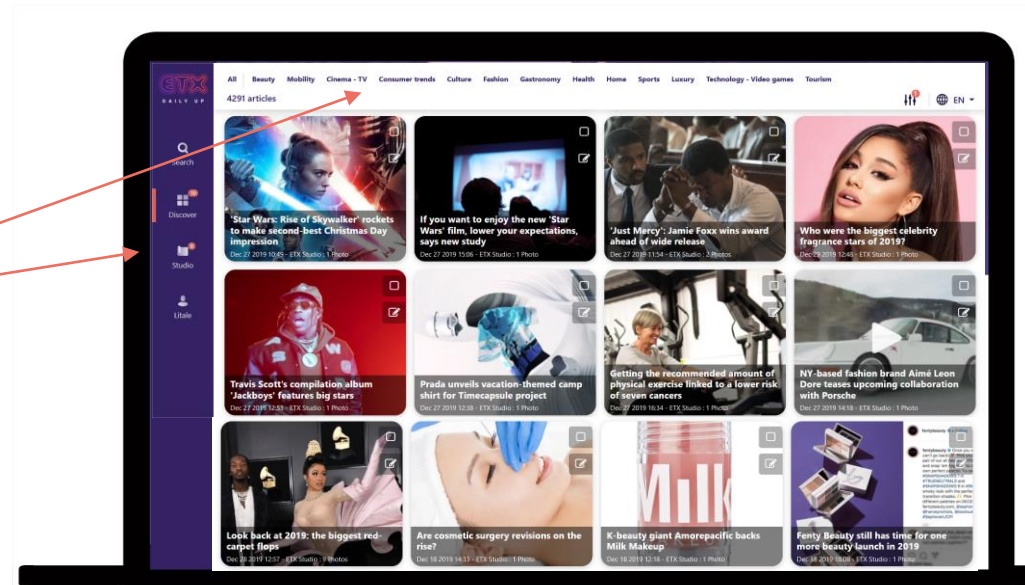 ETX
DAILY UP
All Beauty Mobility Cinema - TV Consumer trends Culture Fashion Gastronomy Health Home Sports Luxury Technology - Video games Tourism
4291 articles
EN
Search
Discover
Studio
Litale
'Star Wars: Rise of Skywalker' rockets
to make second-best Christmas Day
impression
Dec 27 2019 10:49 - ETX Studio : 1 Photo
If you want to enjoy the new 'Star
Wars' film, lower your expectations,
says new study
Dec 27 2019 15:06 - ETX Studio : 1 Photo
'Just Mercy': Jamie Foxx wins award
ahead of wide release
Dec 27 2019 11:54 - ETX Studio : 2 Photos
Who were the biggest celebrity
fragrance stars of 2019?
Dec 29 2019 12:48 - ETX Studio : 1 Photo
Travis Scott's compilation album
'Jackboys' features big stars
Dec 27 2019 12:53 - ETX Studio : 1 Photo
Prada unveils vacation-themed camp
shirt for Timecapsule project
Dec 27 2019 12:38 - ETX Studio : 1 Photo
Getting the recommended amount of
physical exercise linked to a lower risk
of seven cancers
Dec 27 2019 16:34 - ETX Studio : 1 Photo
NY-based fashion brand Aimé Leon
Dore teases upcoming collaboration
with Porsche
Dec 27 2019 14:18 - ETX Studio : 1 Photo
Look back at 2019: the biggest red-
carpet flops
Dec 28 2019 12:57 - ETX Studio : 9 Photos
Are cosmetic surgery revisions on the
rise?
Dec 18 2019 14:33 - ETX Studio : 1 Photo
Milk
K-beauty giant Amorepacific backs
Milk Makeup
Dec 18 2019 12:18 - ETX Studio : 1 Photo
fentybeauty
Fenty Beauty still has time for one
more beauty launch in 2019
Dec 18 2019 18:08 - ETX Studio : 1 Photo